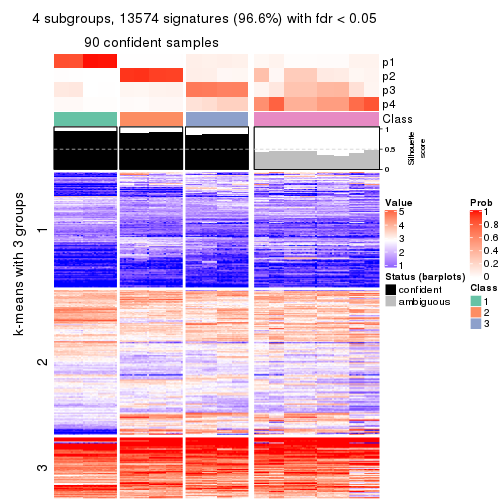 4 subgroups, 13574 signatures (96.6%) with fdr < 0.05
90 confident samples
p1
p2
p3
p4
Class
1
0.5
0
Silhouette
score
k-means with 3 groups
1
2
3
Value
5
4
3
2
1
Prob
1
0.8
0.6
0.4
0.2
0
Status (barplots)
confident
ambiguous
Class
1
2
3